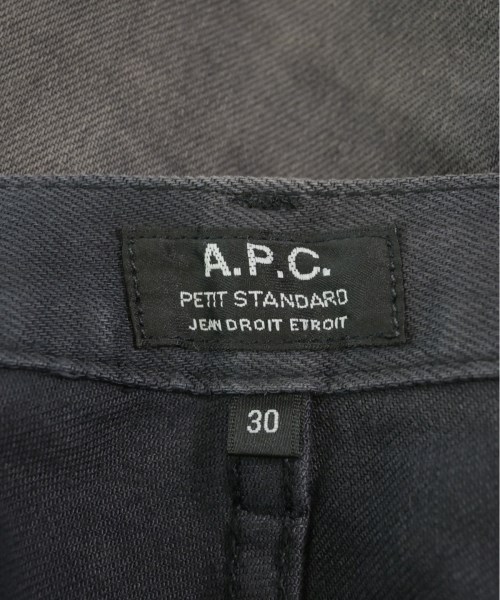 A.P.C.
PETIT STANDARD
JEAN DROIT ETROIT
30